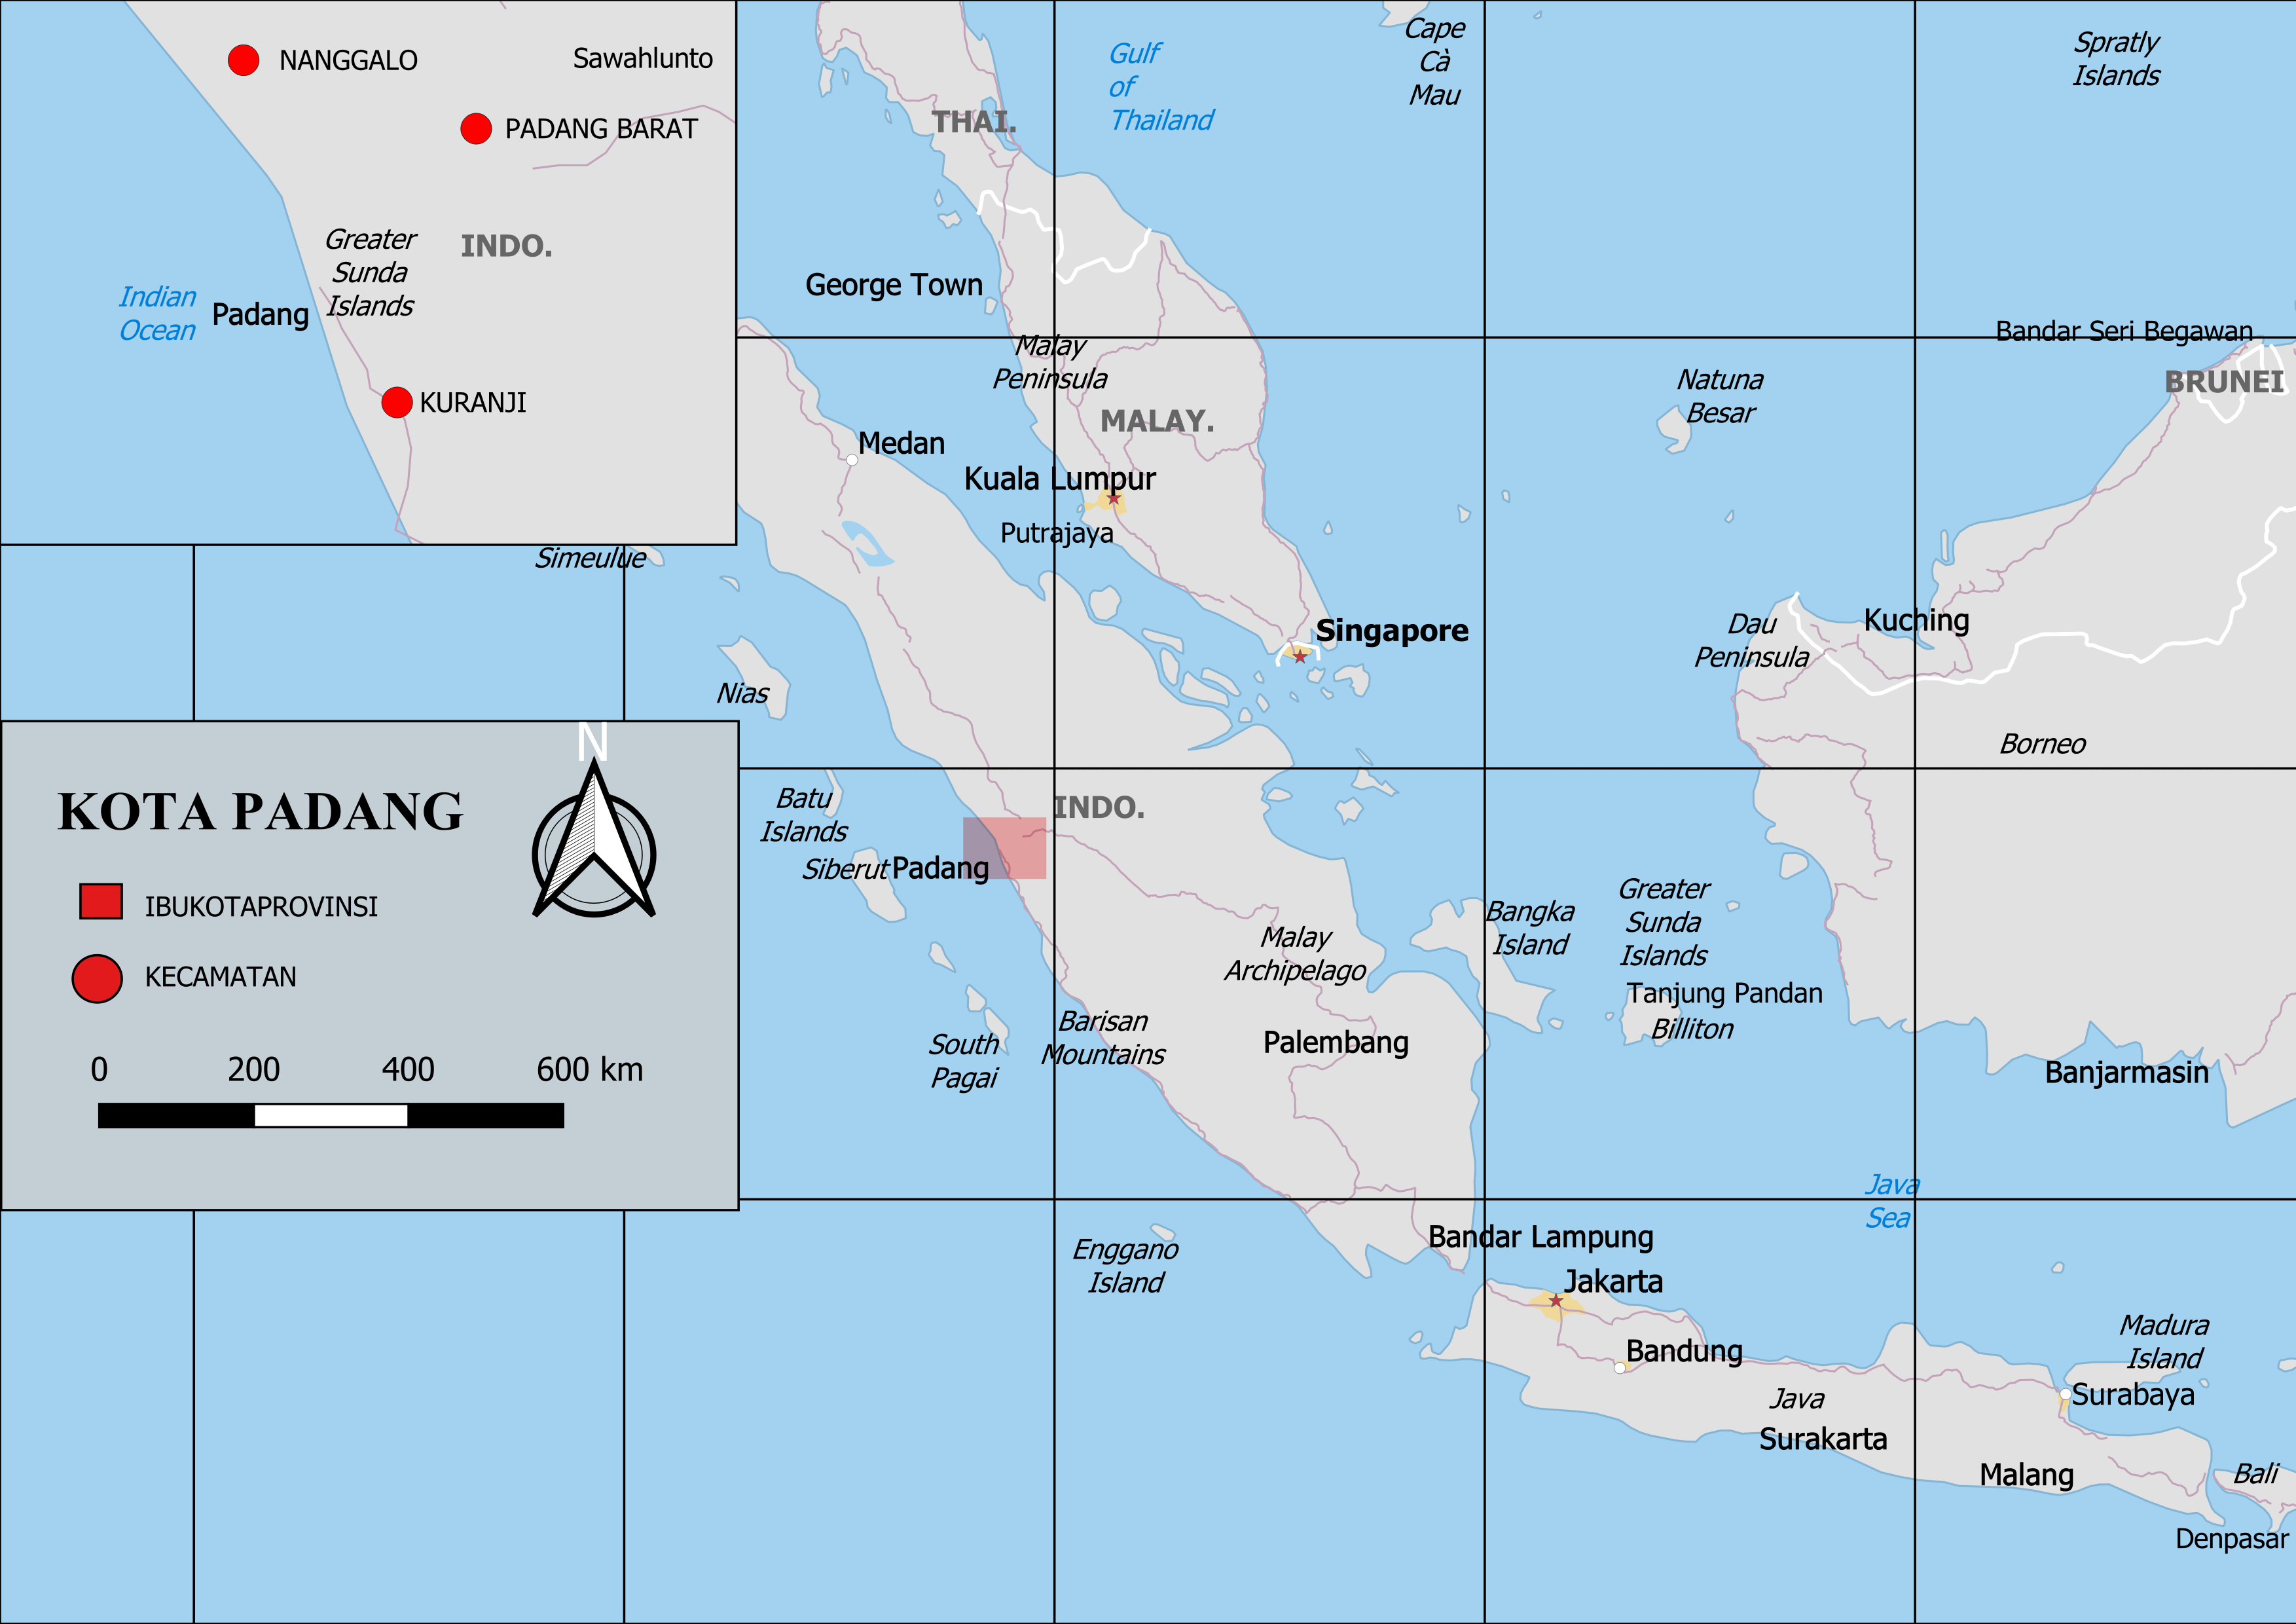 NANGGALO
Sawahlunto
PADANG BARAT
Greater
Sunda
Islands
INDO.
Indian
Ocean
Padang
KURANJI
Cape
Cà
Mau
Spratly
Islands
Gulf
of
Thailand
THAI.
George Town
Malay
Peninsula
MALAY.
Bandar Seri Begawan
BRUNEI
Natuna
Besar
Medan
Kuala Lumpur
Putrajaya
Simeulue
Singapore
Dau
Peninsula
Kuching
Nias
Borneo
N
KOTA PADANG
IBUKOTAPROVINSI
KECAMATAN
0 200 400 600 km
Batu
Islands
INDO.
Siberut
Padang
Bangka
Island
Greater
Sunda
Islands
Malay
Archipelago
Tanjung Pandan
Billiton
Barisan
Mountains
South
Pagai
Palembang
Banjarmasin
Java
Sea
Enggano
Island
Bandar Lampung
Jakarta
Bandung
Madura
Island
Java
Surabaya
Surakarta
Malang
Bali
Denpasar